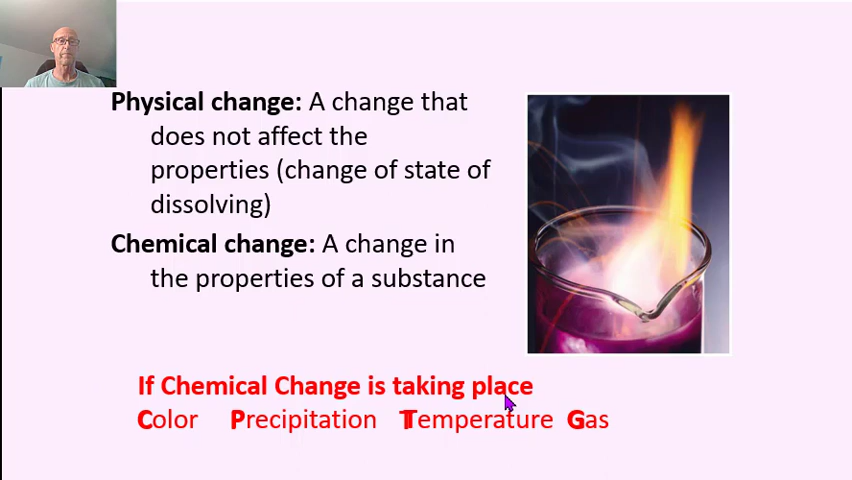 Physical change: A change that
does not affect the
properties (change of state of
dissolving)
Chemical change: A change in
the properties of a substance
If Chemical Change is taking place
Color Precipitation Temperature Gas